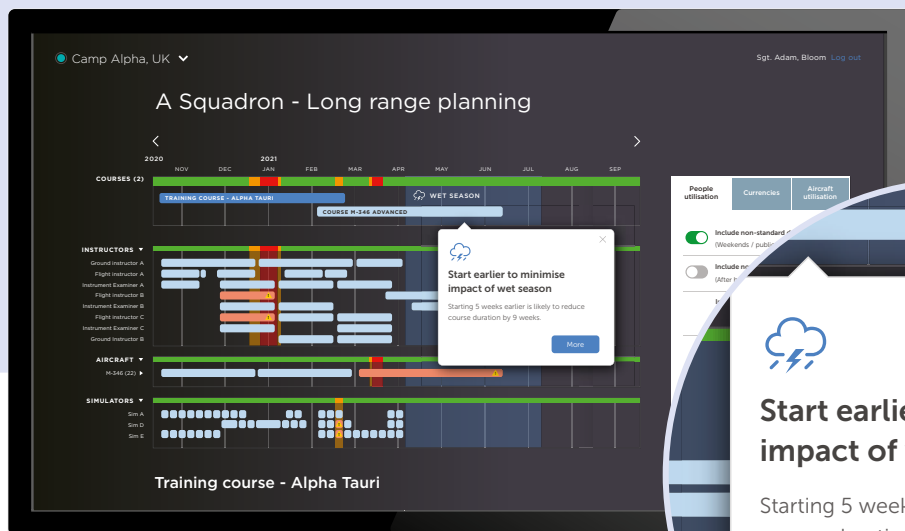 Camp Alpha, UK
Sgt. Adam, Bloom Log out
A Squadron - Long range planning
2020 2021
NOV DEC JAN FEB MAR APR MAY JUN JUL AUG SEP
COURSES (2)
TRAINING COURSE - ALPHA TAURI
WET SEASON
COURSE M-346 ADVANCED
INSTRUCTORS
Ground instructor A
Flight instructor A
Instrument Examiner A
Flight instructor B
Instrument Examiner B
Flight instructor C
Instrument Examiner C
Ground Instructor B
AIRCRAFT
M-346 (22)
SIMULATORS
Sim A
Sim D
Sim E
Training course - Alpha Tauri
Start earlier to minimise
impact of wet season
Starting 5 weeks earlier is likely to reduce
course duration by 9 weeks.
More
People
utilisation
Currencies
Aircraft
utilisation
Include non-standard
(Weekends / public
Include
(After
Start earlie
impact of
Starting 5 week